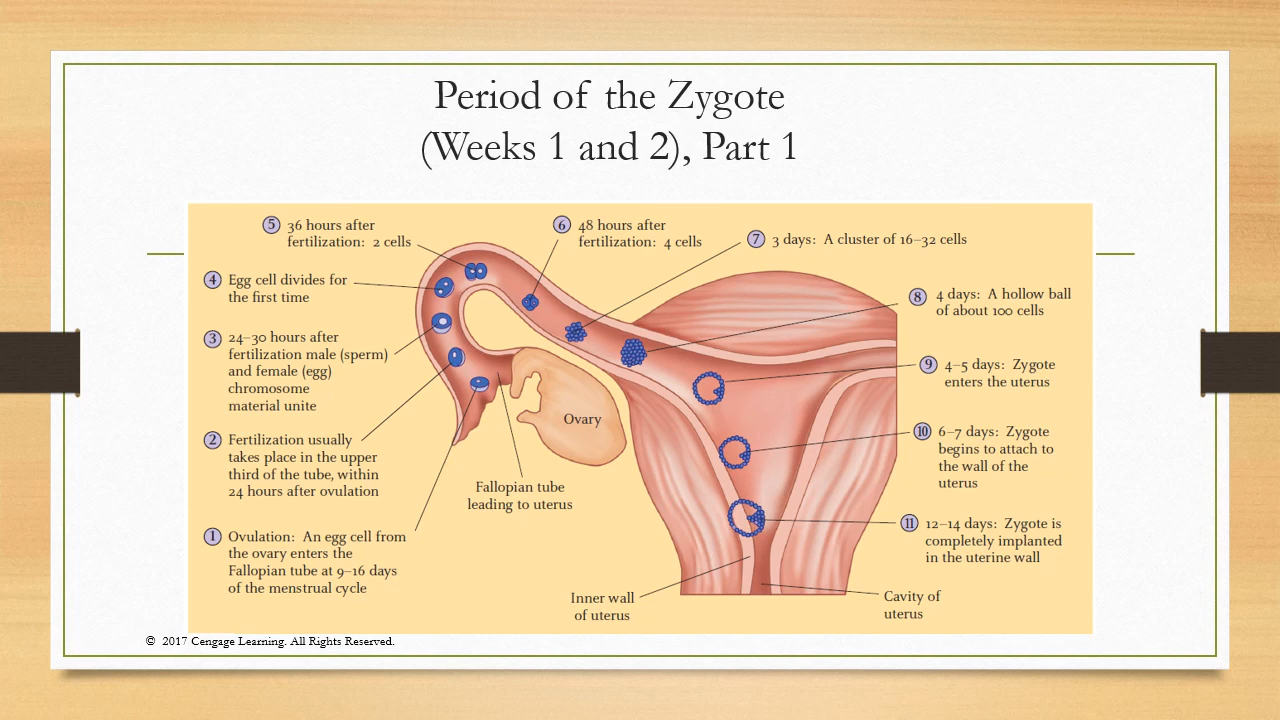 Period of the Zygote
(Weeks 1 and 2), Part 1
5 36 hours after
fertilization: 2 cells
6 48 hours after
fertilization: 4 cells
7 3 days: A cluster of 16–32 cells
4 Egg cell divides for
the first time
8 4 days: A hollow ball
of about 100 cells
3 24–30 hours after
fertilization male (sperm)
and female (egg)
chromosome
material unite
9 4–5 days: Zygote
enters the uterus
Ovary
2 Fertilization usually
takes place in the upper
third of the tube, within
24 hours after ovulation
10 6–7 days: Zygote
begins to attach to
the wall of the
uterus
Fallopian tube
leading to uterus
1 Ovulation: An egg cell from
the ovary enters the
Fallopian tube at 9–16 days
of the menstrual cycle
11 12–14 days: Zygote is
completely implanted
in the uterine wall
Inner wall
of uterus
Cavity of
uterus
© 2017 Cengage Learning. All Rights Reserved.